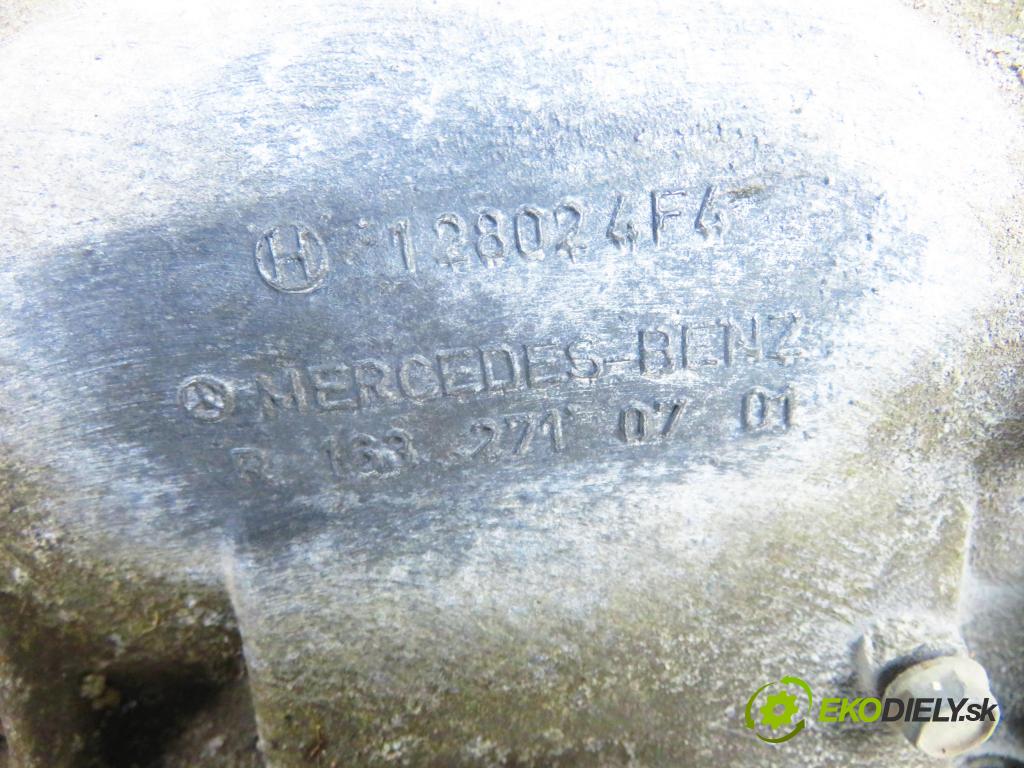 H 128024F4
MERCEDES-BENZ
R 163 271 07 01
EKODIELY.sk